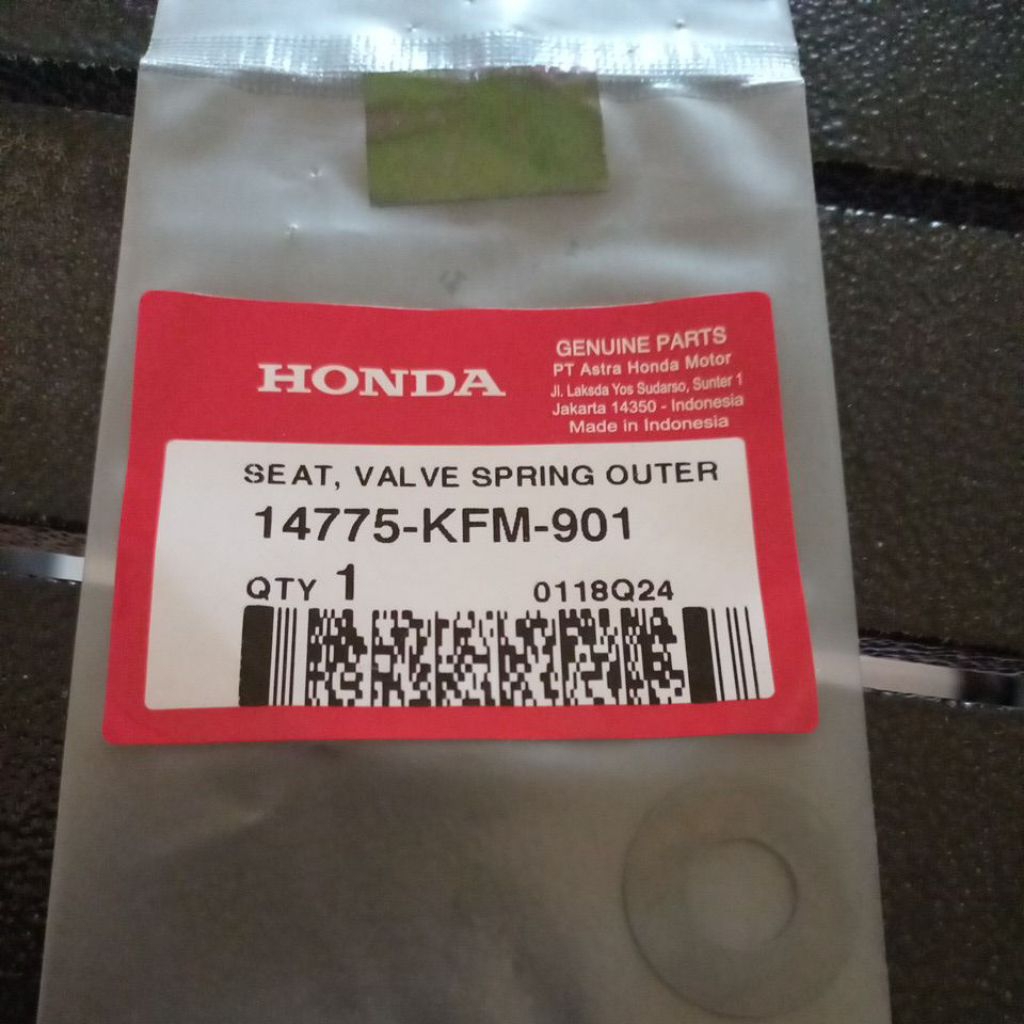 HONDA
GENUINE PARTS
PT Astra Honda Motor
Jl. Laksda Yos Sudarso, Sunter 1
Jakarta 14350 - Indonesia
Made in Indonesia
SEAT, VALVE SPRING OUTER
14775-KFM-901
QTY 1
0118Q24